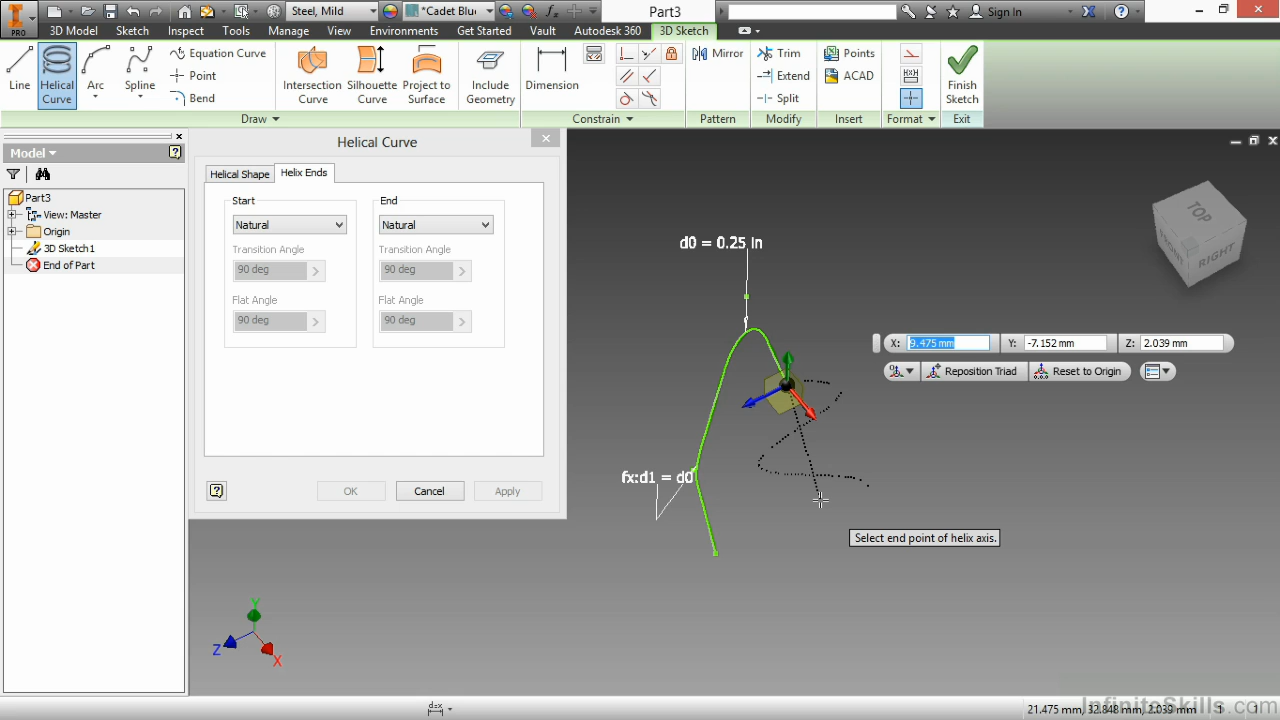 Steel, Mild
*Cadet Blue
Part3
Sign In
PRO
3D Model
Sketch
Inspect
Tools
Manage
View
Environments
Get Started
Vault
Autodesk 360
3D Sketch
Line
Helical Curve
Arc
Spline
Equation Curve
Point
Bend
Intersection Curve
Silhouette Curve
Project to Surface
Include Geometry
Dimension
Mirror
Trim
Extend
Split
Points
ACAD
Finish Sketch
Draw
Constrain
Pattern
Modify
Insert
Format
Exit
Model
Part3
View: Master
Origin
3D Sketch1
End of Part
Helical Curve
Helical Shape
Helix Ends
Start
End
Natural
Natural
Transition Angle
Transition Angle
90 deg
90 deg
Flat Angle
Flat Angle
90 deg
90 deg
OK
Cancel
Apply
d0 = 0.25 in
fx:d1 = d0
TOP
RIGHT
X: 9.475 mm
Y: -7.152 mm
Z: 2.039 mm
Reposition Triad
Reset to Origin
Select end point of helix axis.
Y
Z
X
21.475 mm, 32.848 mm, 2.039 mm
1
1
InfiniteSkills.com